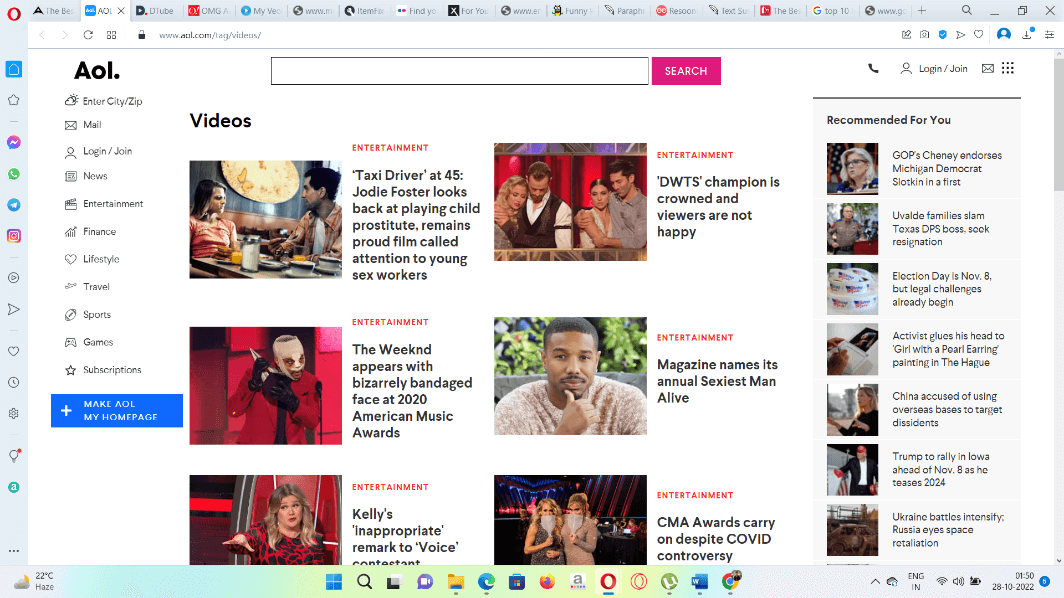 The Bes
AOL
DTube
OMG A
My Vec
www.m
ItemFac
Find yo
For You
www.en
Funny P
Paraphr
Resoom
Text Sur
The Bes
top 10
www.go
www.aol.com/tag/videos/
Aol.
SEARCH
Login / Join
Enter City/Zip
Mail
Login / Join
News
Entertainment
Finance
Lifestyle
Travel
Sports
Games
Subscriptions
MAKE AOL
MY HOMEPAGE
Videos
ENTERTAINMENT
‘Taxi Driver’ at 45:
Jodie Foster looks
back at playing child
prostitute, remains
proud film called
attention to young
sex workers
ENTERTAINMENT
'DWTS' champion is
crowned and
viewers are not
happy
ENTERTAINMENT
The Weeknd
appears with
bizarrely bandaged
face at 2020
American Music
Awards
ENTERTAINMENT
Magazine names its
annual Sexiest Man
Alive
ENTERTAINMENT
Kelly's
'inappropriate'
remark to ‘Voice’
contestant
ENTERTAINMENT
CMA Awards carry
on despite COVID
controversy
Recommended For You
GOP's Cheney endorses
Michigan Democrat
Slotkin in a first
Uvalde families slam
Texas DPS boss, seek
resignation
Election Day is Nov. 8,
but legal challenges
already begin
Activist glues his head to
'Girl with a Pearl Earring'
painting in The Hague
China accused of using
overseas bases to target
dissidents
Trump to rally in Iowa
ahead of Nov. 8 as he
teases 2024
Ukraine battles intensify;
Russia eyes space
retaliation
22°C
Haze
ENG
IN
01:50
28-10-2022